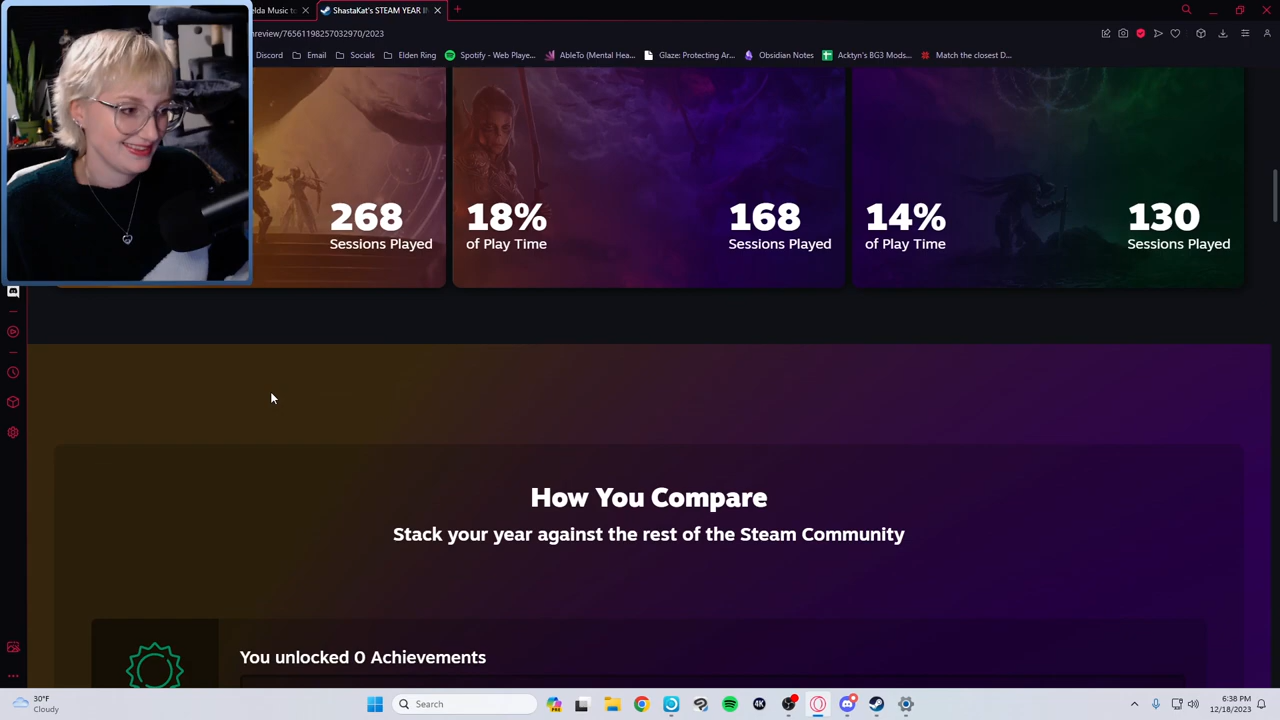 elda Music to
ShastaKat's STEAM YEAR I
nreview/76561198257032970/2023
Discord
Email
Socials
Elden Ring
Spotify - Web Playe...
AbleTo (Mental Hea...
Glaze: Protecting Ar...
Obsidian Notes
Acktyn's BG3 Mods...
Match the closest D...
268
Sessions Played
18%
of Play Time
168
Sessions Played
14%
of Play Time
130
Sessions Played
How You Compare
Stack your year against the rest of the Steam Community
You unlocked 0 Achievements
30°F
Cloudy
Search
6:38 PM
12/18/2023